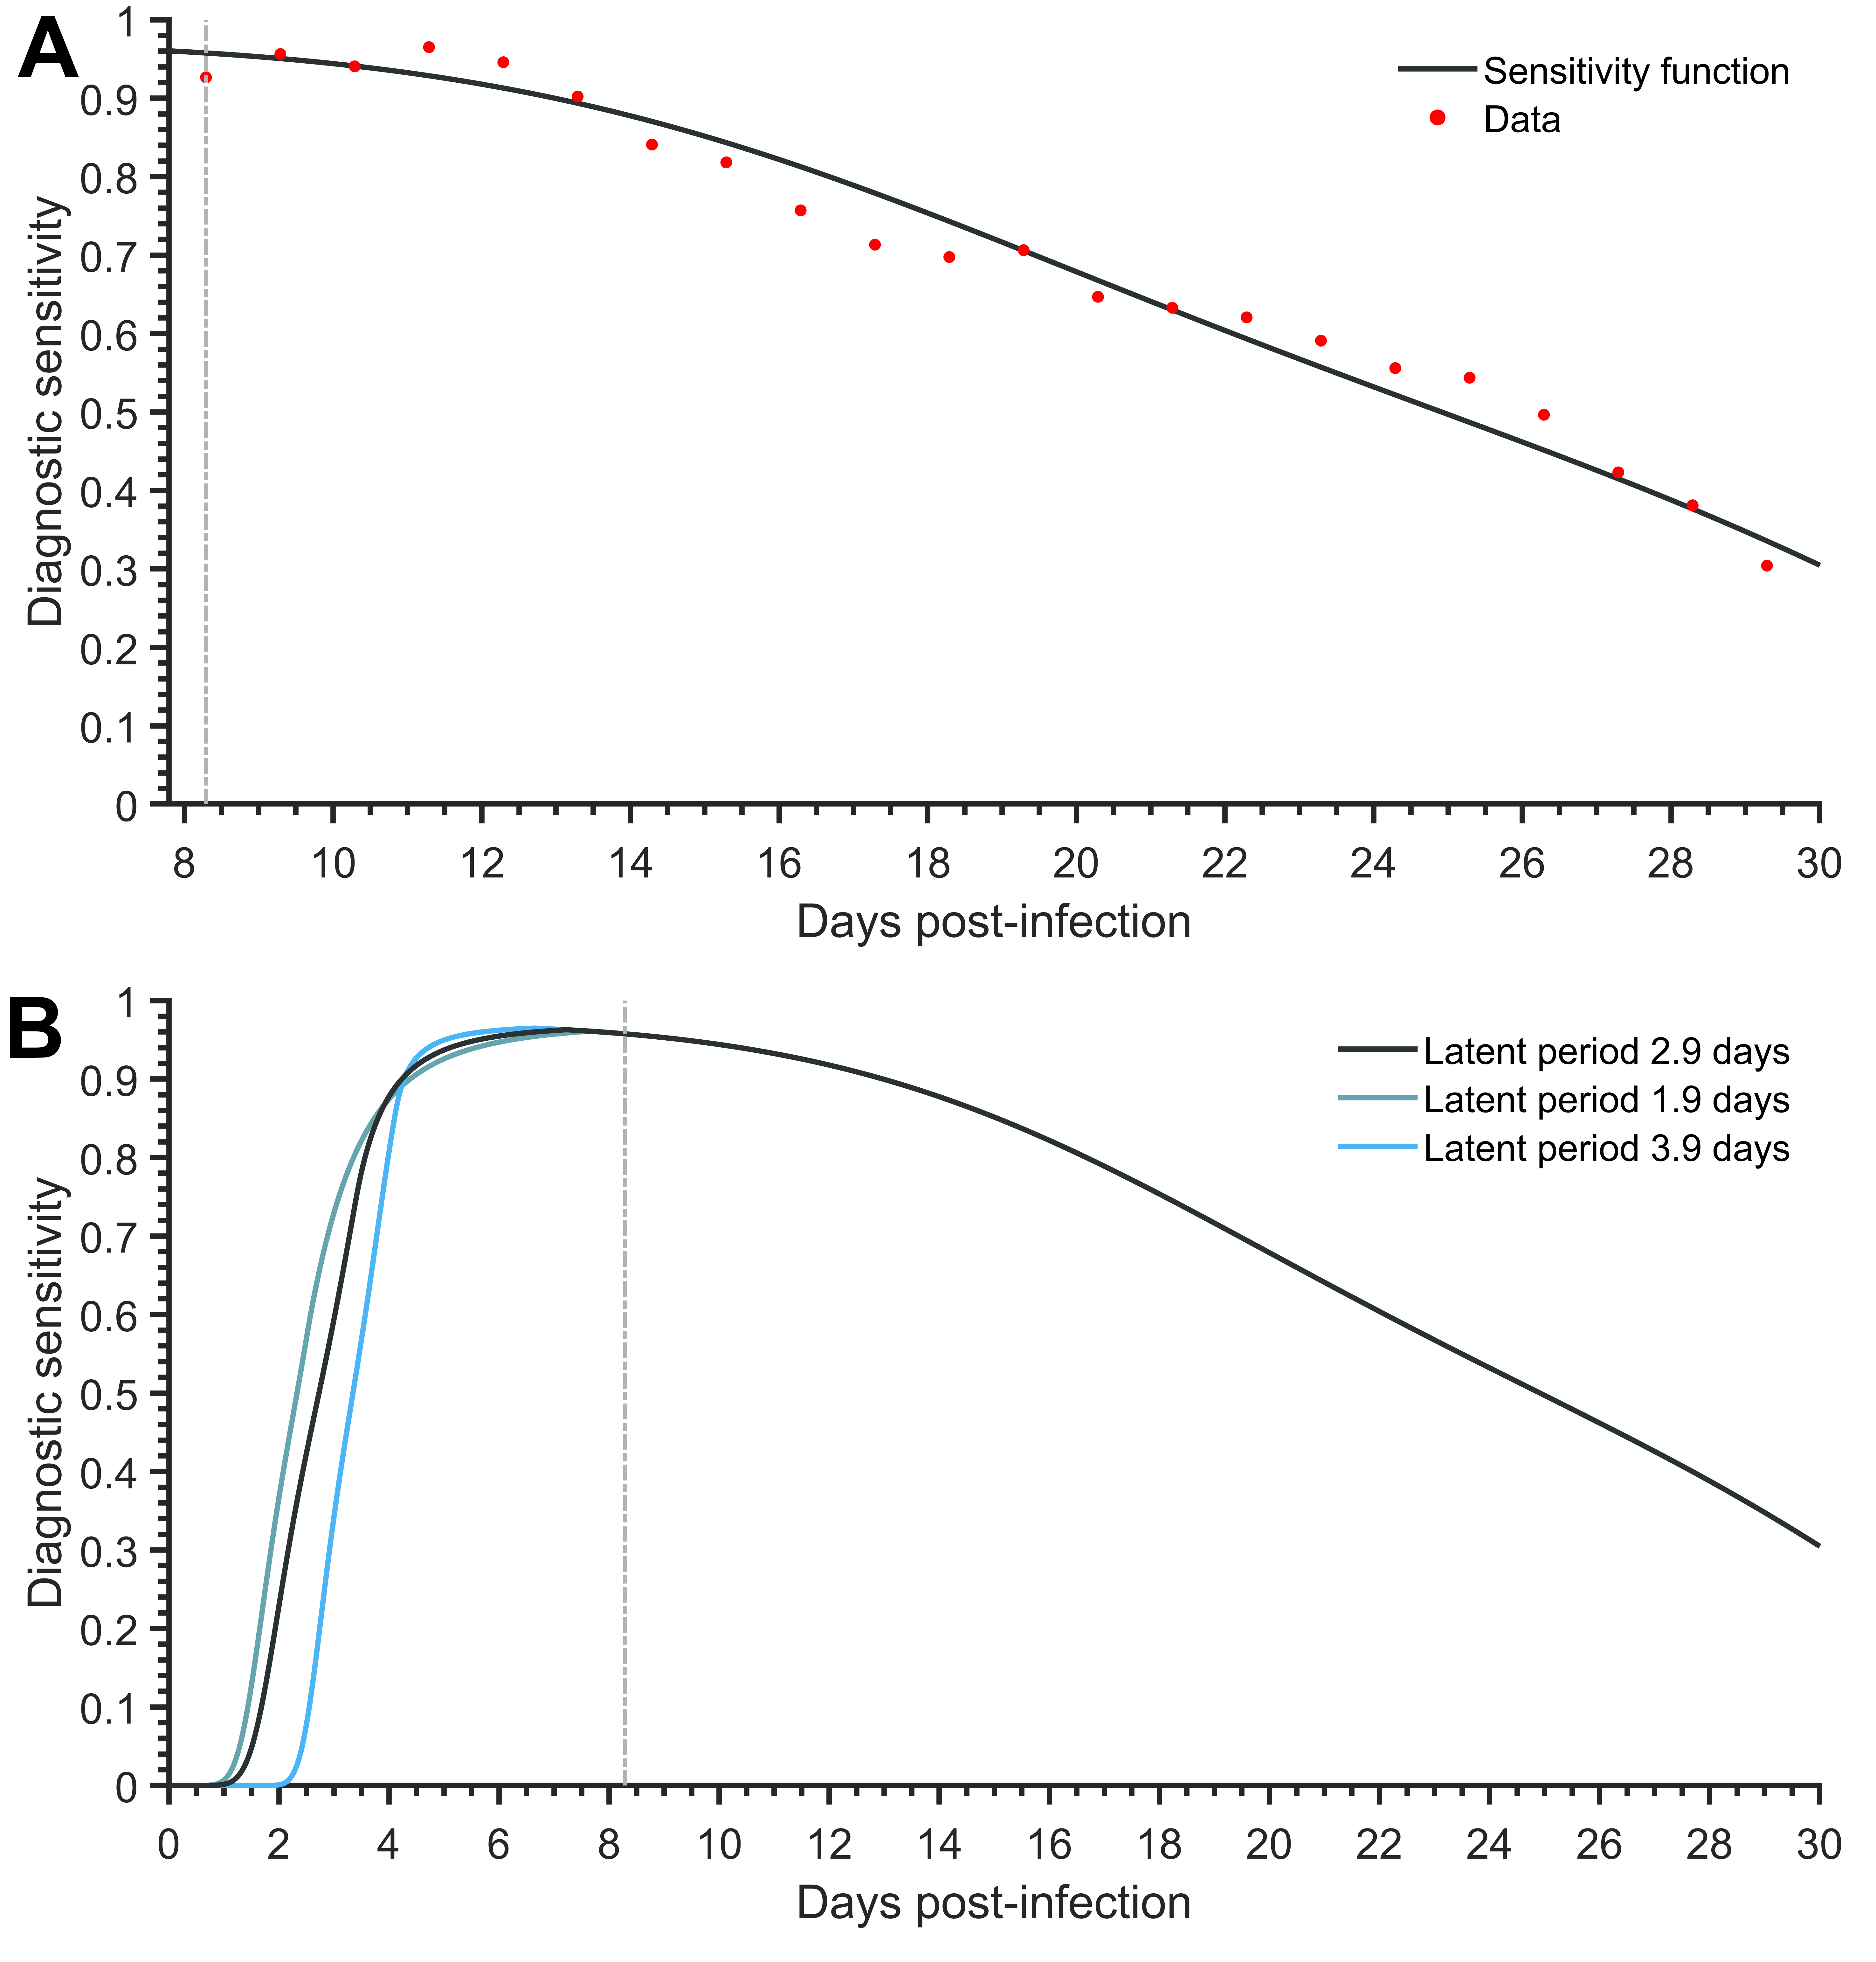 A
1
0.9
0.8
0.7
0.6
0.5
0.4
0.3
0.2
0.1
0
Diagnostic sensitivity
Sensitivity function
Data
8 10 12 14 16 18 20 22 24 26 28 30
Days post-infection
B
1
0.9
0.8
0.7
0.6
0.5
0.4
0.3
0.2
0.1
0
Diagnostic sensitivity
Latent period 2.9 days
Latent period 1.9 days
Latent period 3.9 days
0 2 4 6 8 10 12 14 16 18 20 22 24 26 28 30
Days post-infection